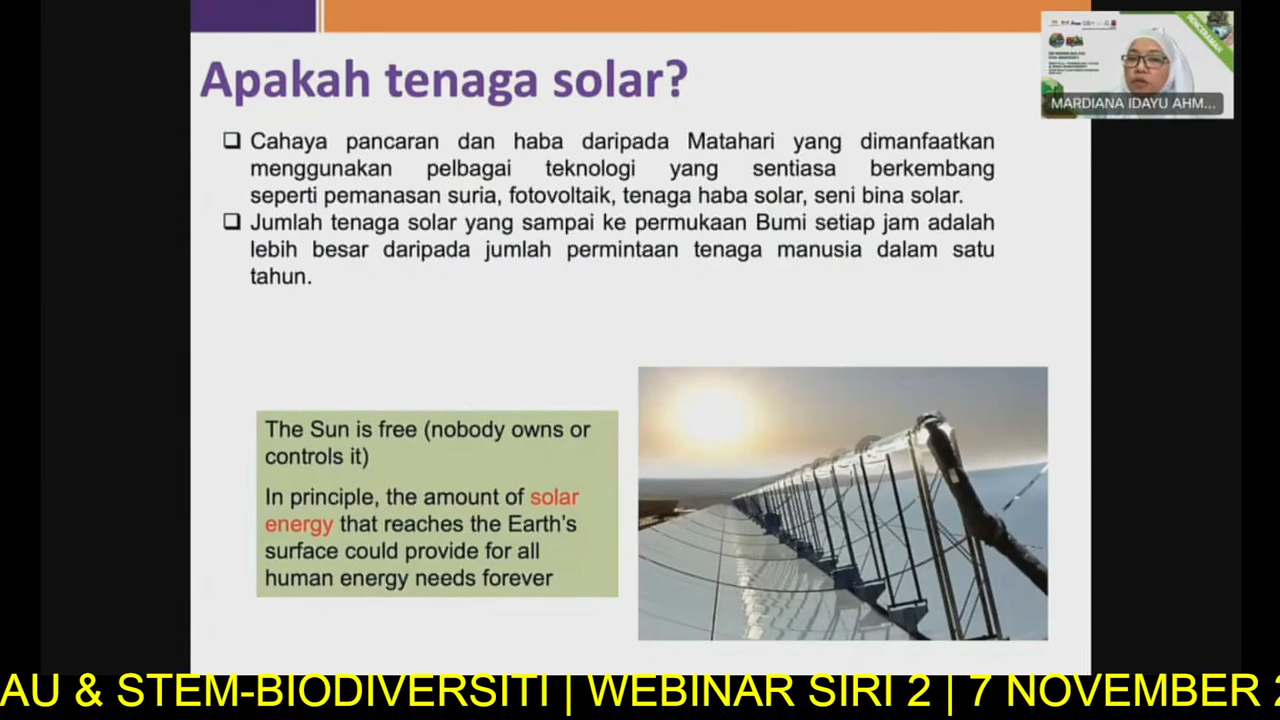 Apakah tenaga solar?
❑ Cahaya pancaran dan haba daripada Matahari yang dimanfaatkan
menggunakan pelbagai teknologi yang sentiasa berkembang
seperti pemanasan suria, fotovoltaik, tenaga haba solar, seni bina solar.
❑ Jumlah tenaga solar yang sampai ke permukaan Bumi setiap jam adalah
lebih besar daripada jumlah permintaan tenaga manusia dalam satu
tahun.
The Sun is free (nobody owns or
controls it)
In principle, the amount of solar
energy that reaches the Earth's
surface could provide for all
human energy needs forever
PENCERAMAH
MARDIANA IDAYU AHM...
AU & STEM-BIODIVERSITI | WEBINAR SIRI 2 | 7 NOVEMBER 2